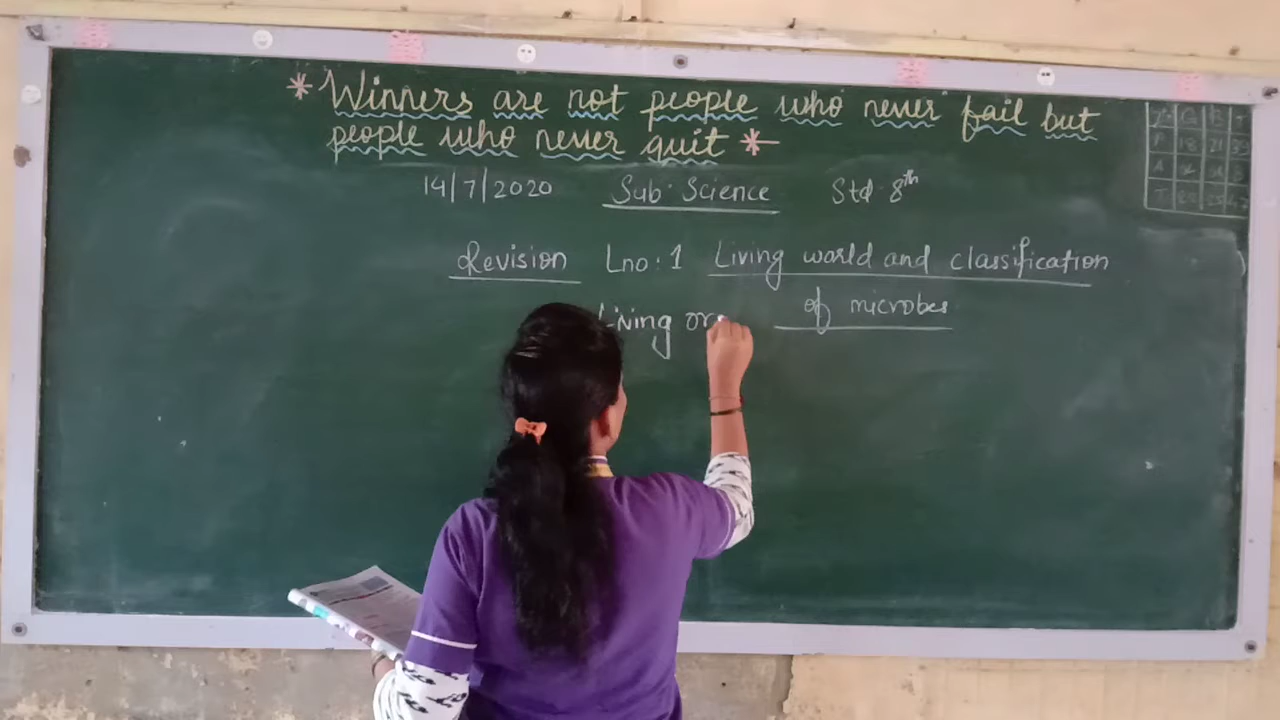 * Winners are not people who never fail but
people who never quit *
14/7/2020 Sub: Science Std 8th
Revision Lno: 1 Living world and classification
of microbes
Living or